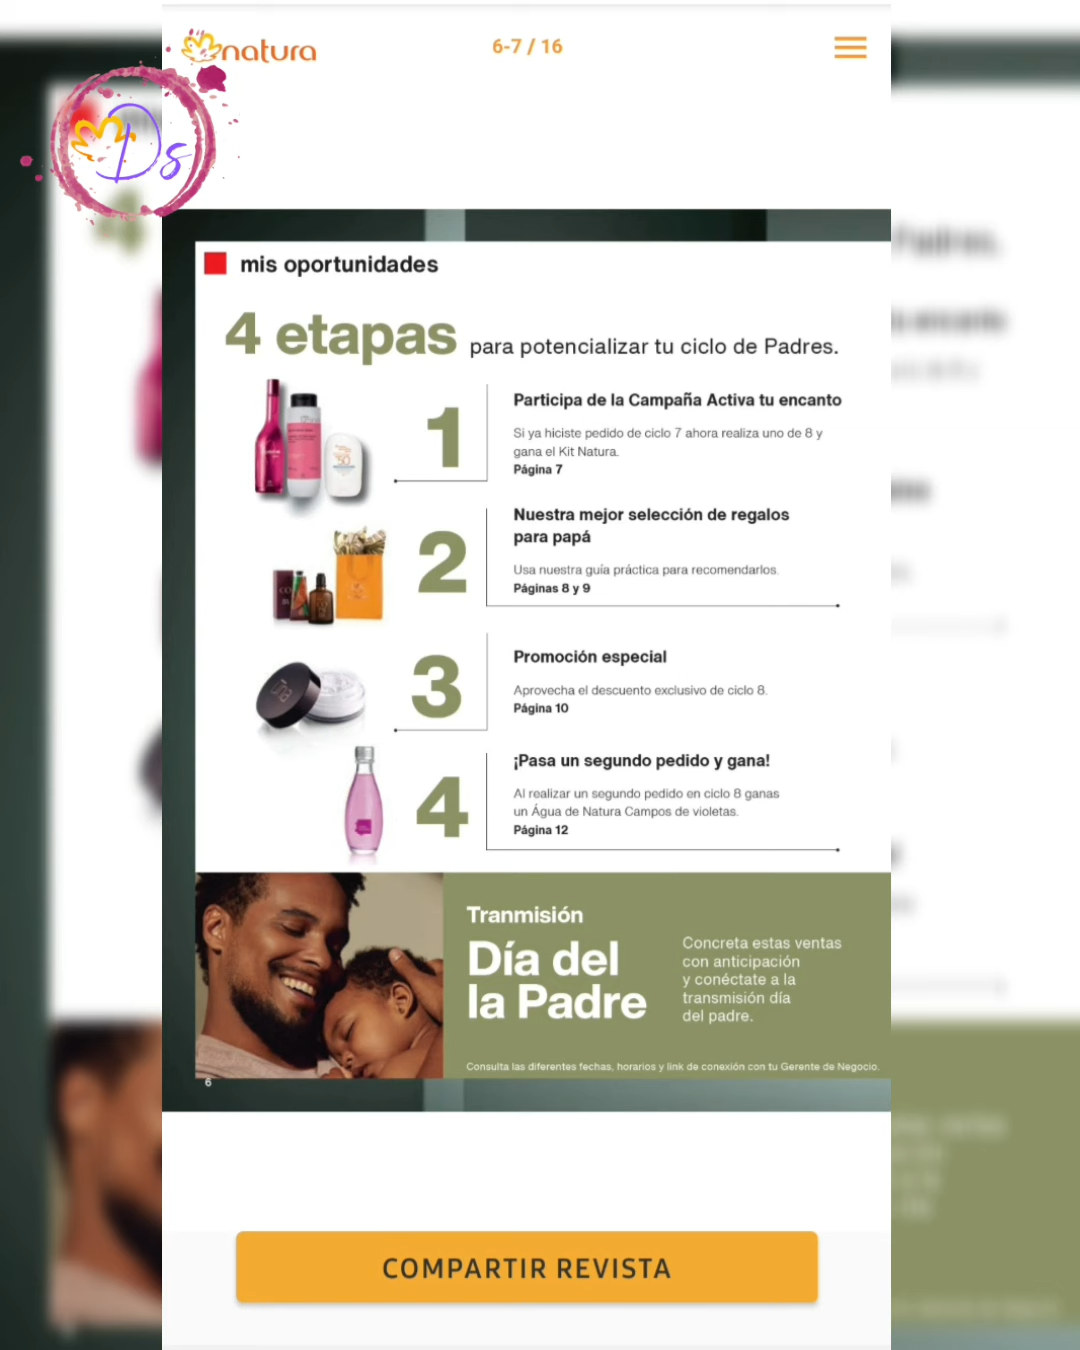 natura
6-7 / 16
Ds
mis oportunidades
4 etapas para potencializar tu ciclo de Padres.
1
Participa de la Campaña Activa tu encanto
Si ya hiciste pedido de ciclo 7 ahora realiza uno de 8 y
gana el Kit Natura.
Página 7
2
Nuestra mejor selección de regalos
para papá
Usa nuestra guía práctica para recomendarlos.
Páginas 8 y 9
3
Promoción especial
Aprovecha el descuento exclusivo de ciclo 8.
Página 10
una
4
¡Pasa un segundo pedido y gana!
Al realizar un segundo pedido en ciclo 8 ganas
un Água de Natura Campos de violetas.
Página 12
Tranmisión
Día del
la Padre
Concreta estas ventas
con anticipación
y conéctate a la
transmisión día
del padre.
Consulta las diferentes fechas, horarios y link de conexión con tu Gerente de Negocio.
6
COMPARTIR REVISTA